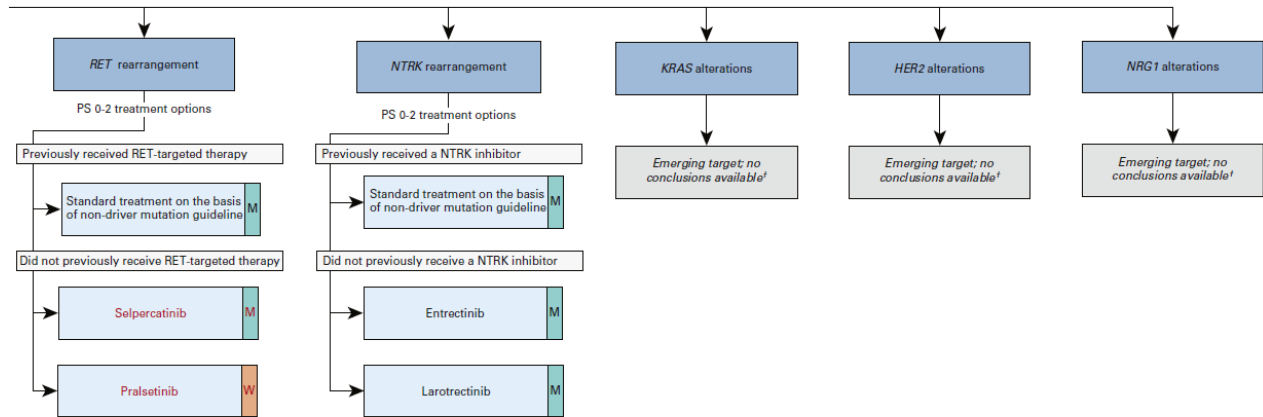 RET rearrangement
PS 0-2 treatment options
Previously received RET-targeted therapy
Standard treatment on the basis
of non-driver mutation guideline
M
Did not previously receive RET-targeted therapy
Selpercatinib
M
Pralsetinib
W
NTRK rearrangement
PS 0-2 treatment options
Previously received a NTRK inhibitor
Standard treatment on the basis
of non-driver mutation guideline
M
Did not previously receive a NTRK inhibitor
Entrectinib
M
Larotrectinib
M
KRAS alterations
Emerging target; no
conclusions available†
HER2 alterations
Emerging target; no
conclusions available†
NRG1 alterations
Emerging target; no
conclusions available†